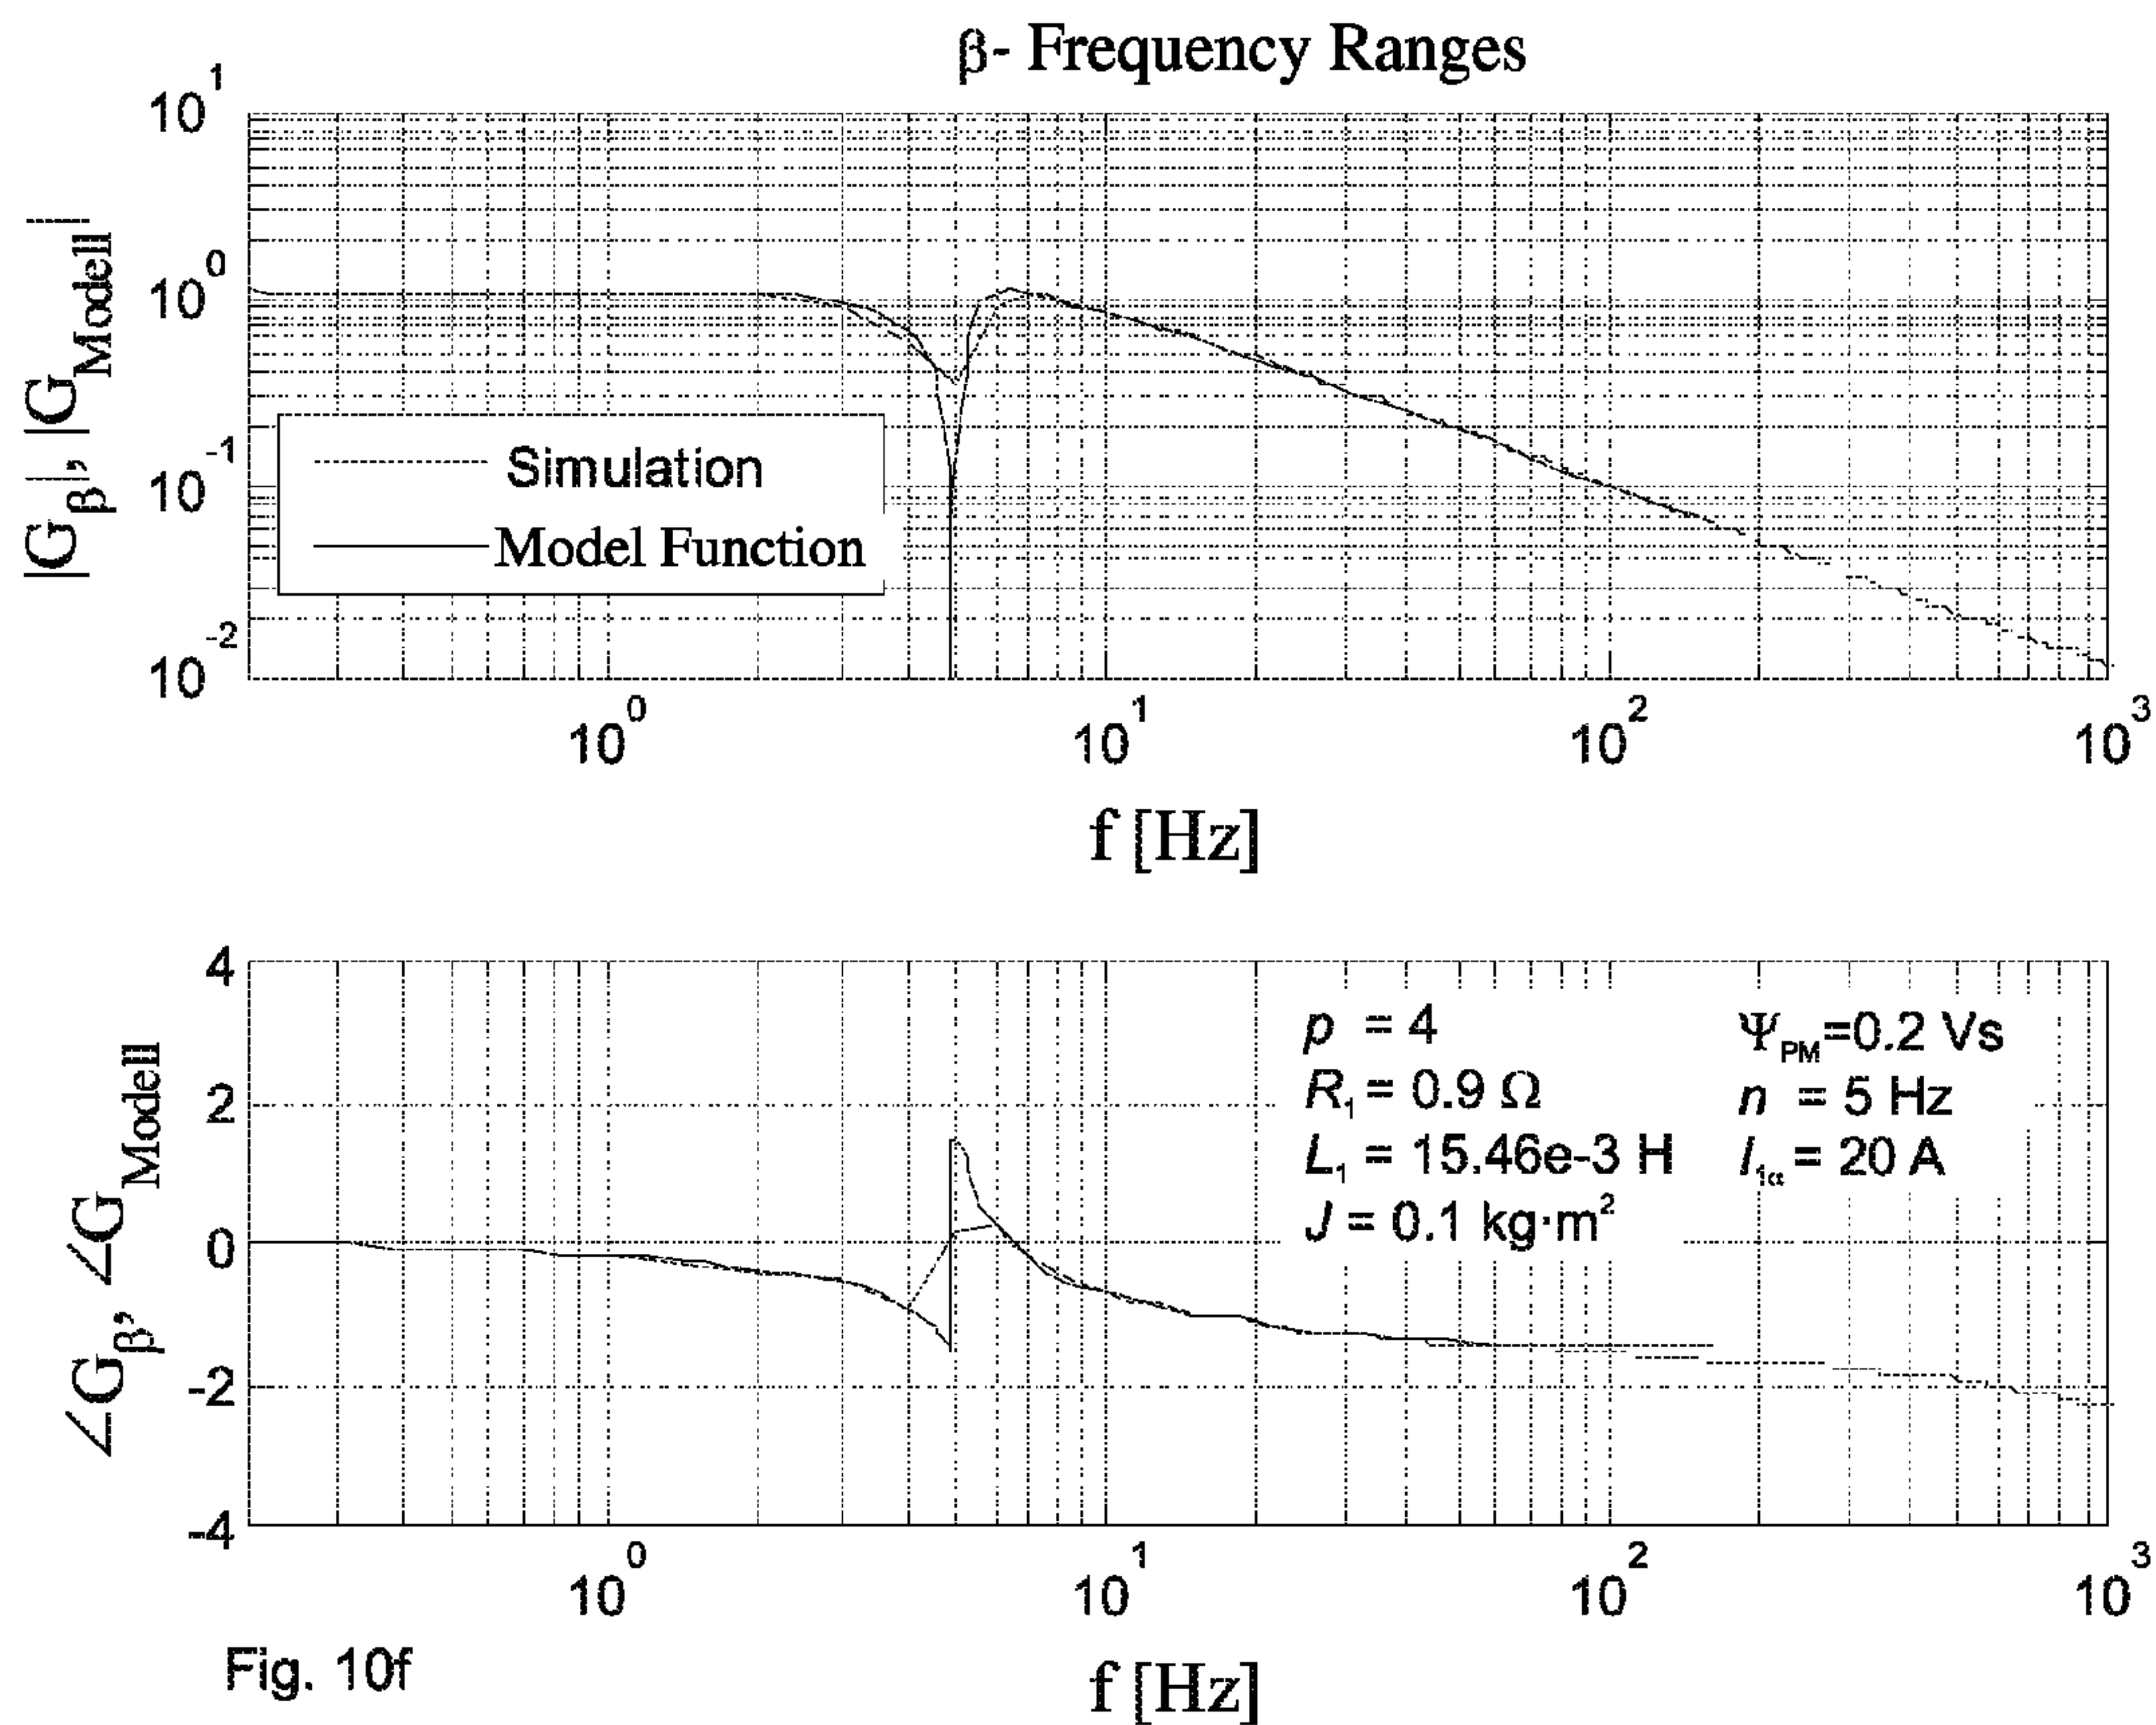 β- Frequency Ranges
10^1
10^0
10^-1
10^-2
|G_β|, |G_Modell|
Simulation
Model Function
10^0 10^1 10^2 10^3
f [Hz]
4
2
0
-2
-4
∠G_β, ∠G_Modell
p = 4
R_1 = 0.9 Ω
L_1 = 15.46e-3 H
J = 0.1 kg·m^2
Ψ_PM=0.2 Vs
n = 5 Hz
I_1α = 20 A
10^0 10^1 10^2 10^3
f [Hz]
Fig. 10f